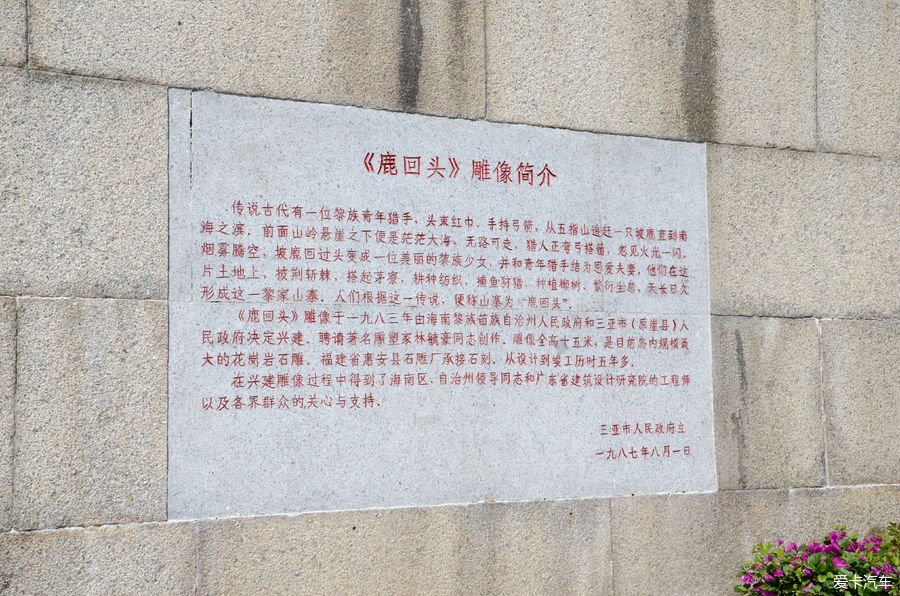 《鹿回头》雕像简介
传说古代有一位黎族青年猎手，头束红巾，手持弓箭，从五指山追赶一只坡鹿直到南
海之滨，前面山岭悬崖之下便是茫茫大海、无路可走，猎人正弯弓搭箭，忽见火光一闪，
烟雾腾空，坡鹿回过头变成一位美丽的黎族少女，并和青年猎手结为恩爱夫妻，他们在这
片土地上，披荆斩棘，搭起茅寮，耕种纺织、捕鱼狩猎、种植椰树，繁衍生息，天长日久
形成这一黎家山寨。人们根据这一传说，便称山寨为“鹿回头”。
《鹿回头》雕像于一九八三年由海南黎族苗族自治州人民政府和三亚市（原崖县）人
民政府决定兴建，聘请著名雕塑家林毓豪同志创作，雕像全高十五米，是目前岛内规模最
大的花岗岩石雕。福建省惠安县石雕厂承接石刻、从设计到竣工历时五年多。
在兴建雕像过程中得到了海南区、自治州领导同志和广东省建筑设计研究院的工程师
以及各界群众的关心与支持。
三亚市人民政府立
一九八七年八月一日
爱卡汽车